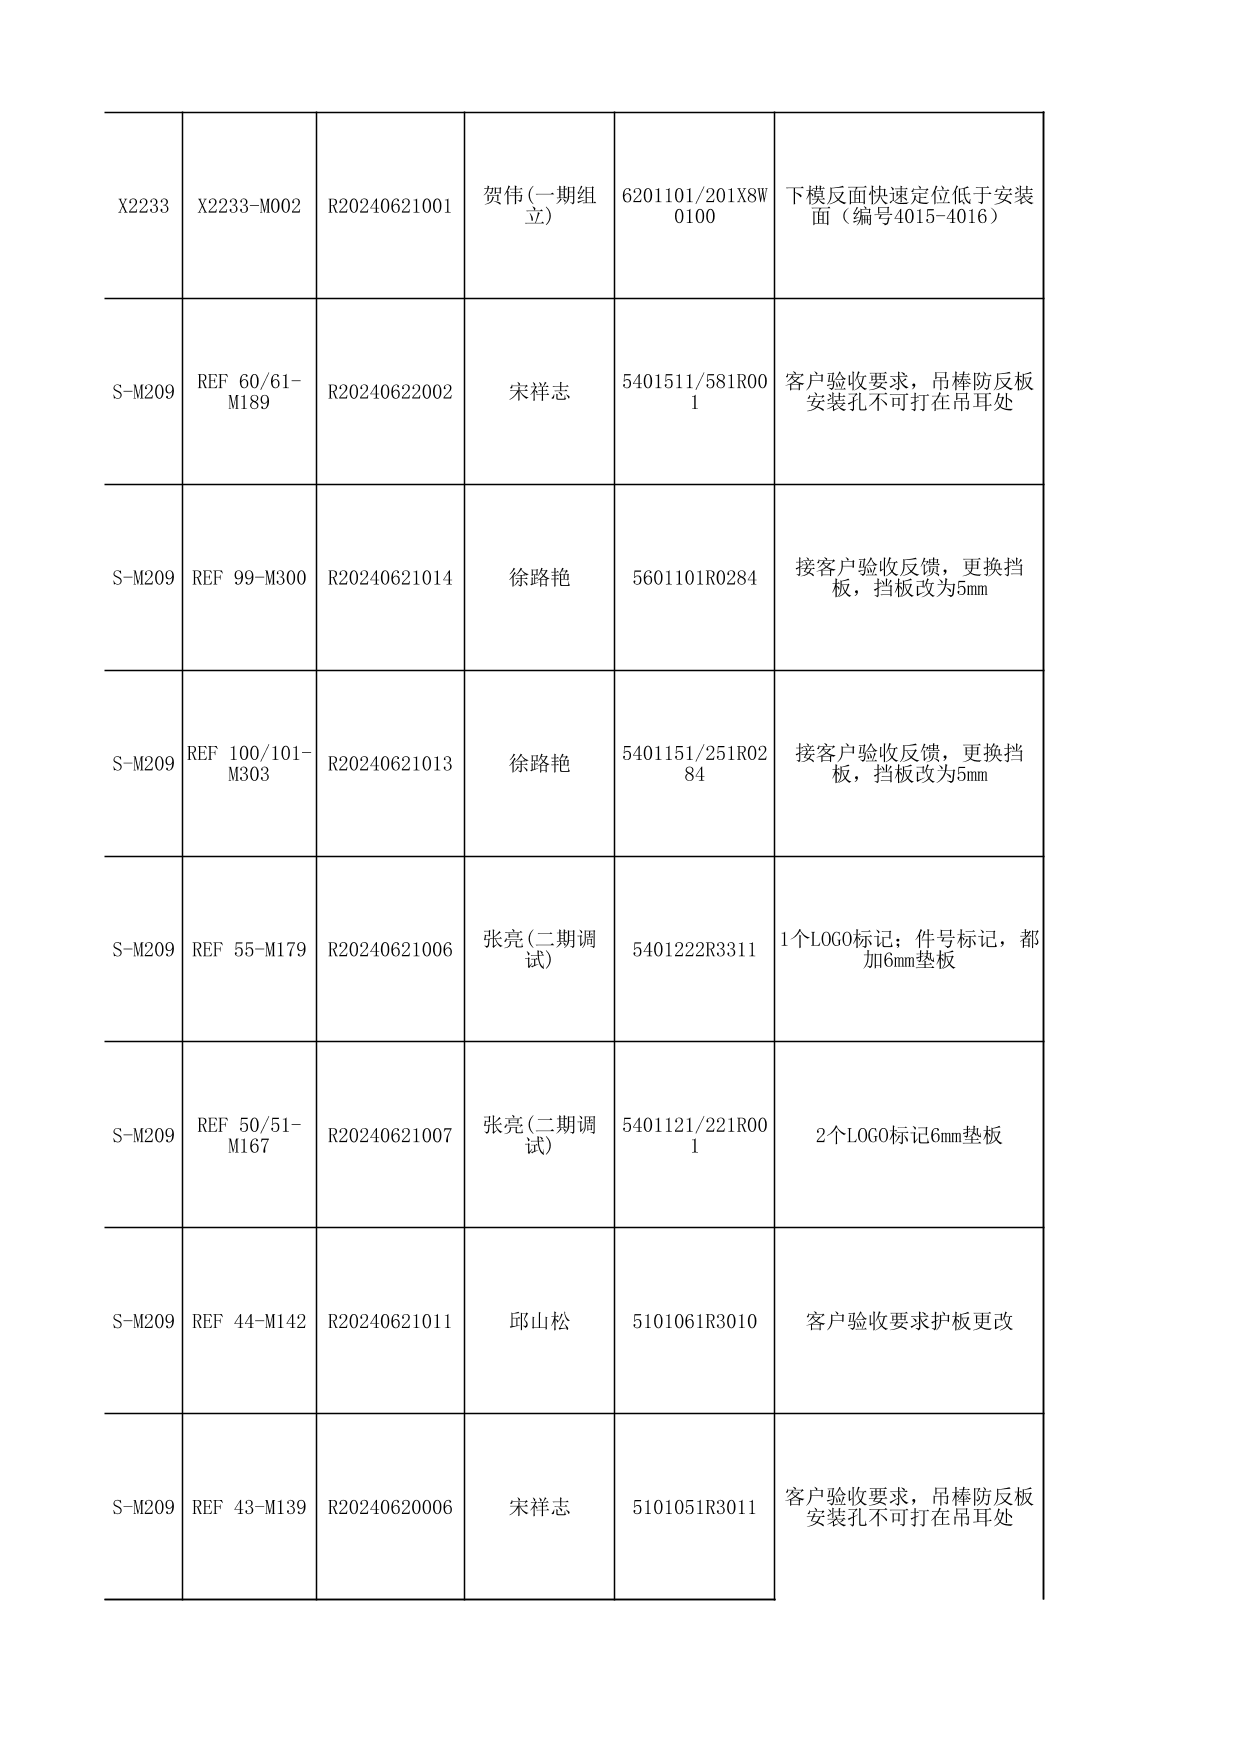 X2233 X2233-M002 R20240621001 贺伟(一期组 6201101/201X8W 下模反面快速定位低于安装
立) 0100 面（编号4015-4016）
S-M209 REF 60/61- R20240622002 宋祥志 5401511/581R00 客户验收要求，吊棒防反板
M189 1 安装孔不可打在吊耳处
S-M209 REF 99-M300 R20240621014 徐路艳 5601101R0284 接客户验收反馈，更换挡
板，挡板改为5mm
S-M209 REF 100/101- R20240621013 徐路艳 5401151/251R02 接客户验收反馈，更换挡
M303 84 板，挡板改为5mm
S-M209 REF 55-M179 R20240621006 张亮(二期调 5401222R3311 1个LOGO标记；件号标记，都
试) 加6mm垫板
S-M209 REF 50/51- R20240621007 张亮(二期调 5401121/221R00 2个LOGO标记6mm垫板
M167 试) 1
S-M209 REF 44-M142 R20240621011 邱山松 5101061R3010 客户验收要求护板更改
S-M209 REF 43-M139 R20240620006 宋祥志 5101051R3011 客户验收要求，吊棒防反板
安装孔不可打在吊耳处